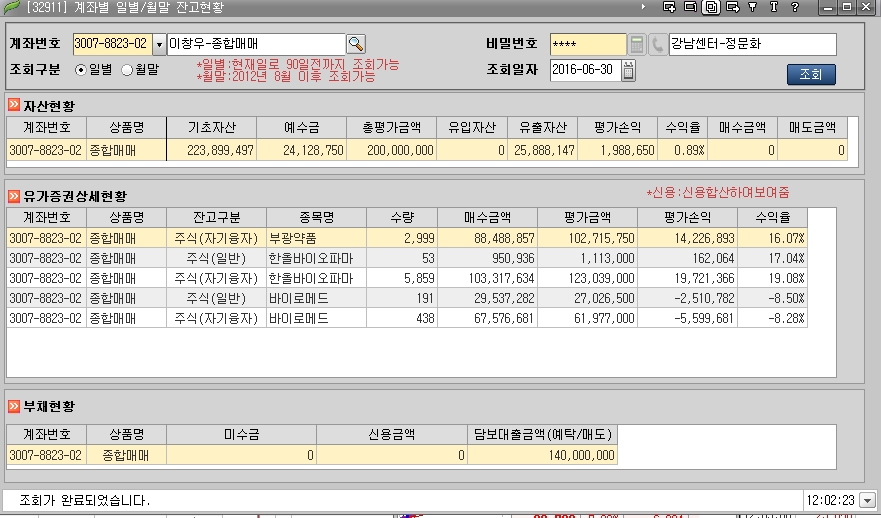 [32911] 계좌별 일별/월말 잔고현황
계좌번호 3007-8823-02 이창우-종합매매 비밀번호 **** 강남센터-정문화
조회구분 일별 월말 *일별:현재일로 90일전까지 조회가능 조회일자 2016-06-30 조회
*월말:2012년 8월 이후 조회가능
자산현황
계좌번호 상품명 기초자산 예수금 총평가금액 유입자산 유출자산 평가손익 수익율 매수금액 매도금액
3007-8823-02 종합매매 223,899,497 24,128,750 200,000,000 0 25,888,147 1,988,650 0.89% 0 0
유가증권상세현황 *신용:신용합산하여보여줌
계좌번호 상품명 잔고구분 종목명 수량 매수금액 평가금액 평가손익 수익율
3007-8823-02 종합매매 주식(자기융자) 부광약품 2,999 88,488,857 102,715,750 14,226,893 16.07%
3007-8823-02 종합매매 주식(일반) 한올바이오파마 53 950,936 1,113,000 162,064 17.04%
3007-8823-02 종합매매 주식(자기융자) 한올바이오파마 5,859 103,317,634 123,039,000 19,721,366 19.08%
3007-8823-02 종합매매 주식(일반) 바이로메드 191 29,537,282 27,026,500 -2,510,782 -8.50%
3007-8823-02 종합매매 주식(자기융자) 바이로메드 438 67,576,681 61,977,000 -5,599,681 -8.28%
부채현황
계좌번호 상품명 미수금 신용금액 담보대출금액(예탁/매도)
3007-8823-02 종합매매 0 0 140,000,000
조회가 완료되었습니다. 12:02:23